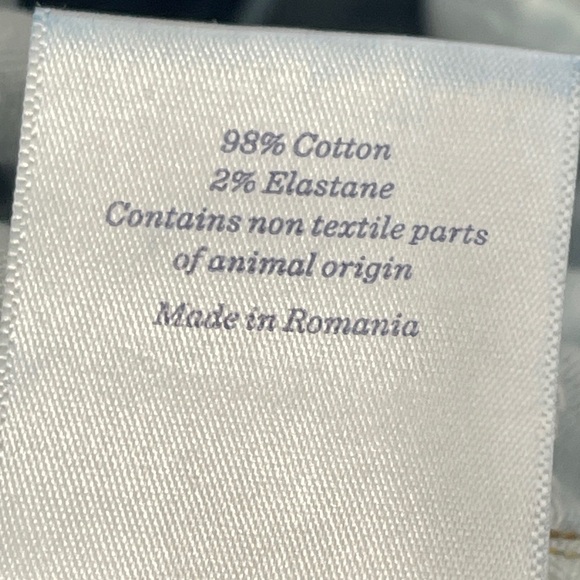 98% Cotton
2% Elastane
Contains non textile parts
of animal origin
Made in Romania